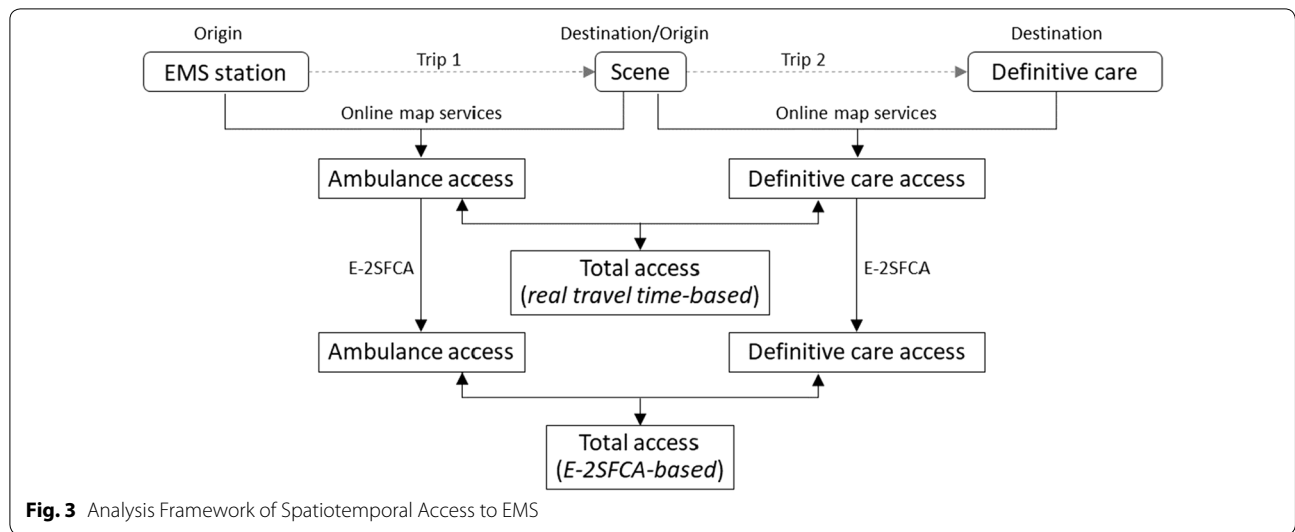 Origin
Destination/Origin
Destination
EMS station
Trip 1
Scene
Trip 2
Definitive care
Online map services
Online map services
Ambulance access
Definitive care access
E-2SFCA
Total access
(real travel time-based)
E-2SFCA
Ambulance access
Definitive care access
Total access
(E-2SFCA-based)
Fig. 3 Analysis Framework of Spatiotemporal Access to EMS